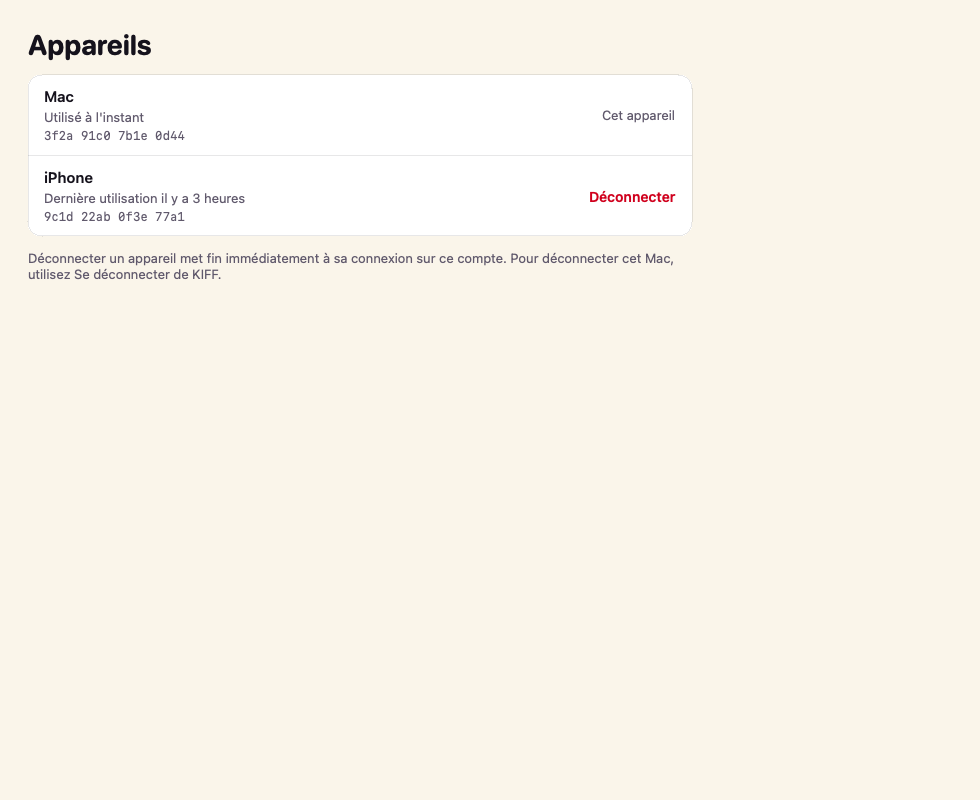 Appareils
Mac
Utilisé à l'instant
3f2a 91c0 7b1e 0d44
Cet appareil
iPhone
Dernière utilisation il y a 3 heures
9c1d 22ab 0f3e 77a1
Déconnecter
Déconnecter un appareil met fin immédiatement à sa connexion sur ce compte. Pour déconnecter cet Mac,
utilisez Se déconnecter de KIFF.